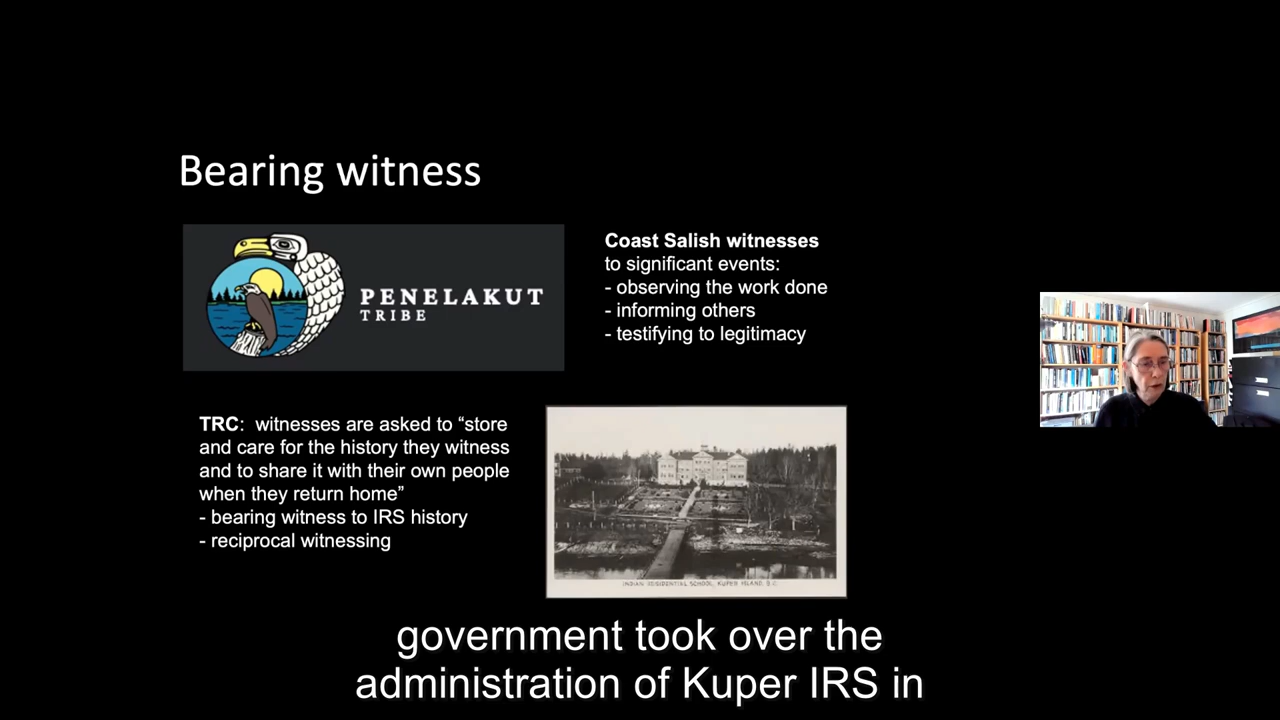 Bearing witness
PENELAKUT
TRIBE
Coast Salish witnesses
to significant events:
- observing the work done
- informing others
- testifying to legitimacy
TRC:  witnesses are asked to “store
and care for the history they witness
and to share it with their own people
when they return home”
- bearing witness to IRS history
- reciprocal witnessing
INDIAN RESIDENTIAL SCHOOL, KUPER ISLAND, B.C.
government took over the
administration of Kuper IRS in